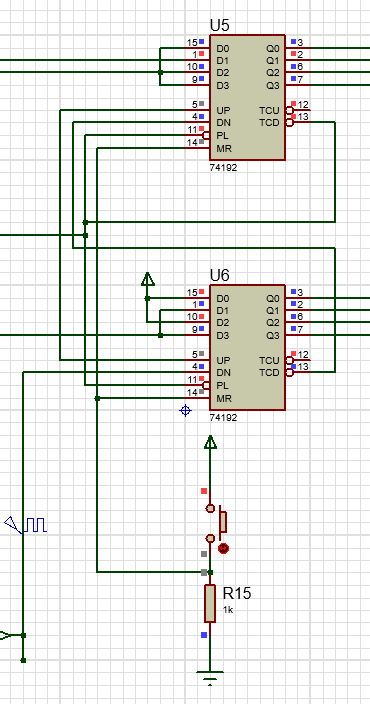 U5
15 D0 Q0 3
1 D1 Q1 2
10 D2 Q2 6
9 D3 Q3 7
5 UP TCU 12
4 DN TCD 13
11 PL
14 MR
74192
U6
15 D0 Q0 3
1 D1 Q1 2
10 D2 Q2 6
9 D3 Q3 7
5 UP TCU 12
4 DN TCD 13
11 PL
14 MR
74192
R15
1k